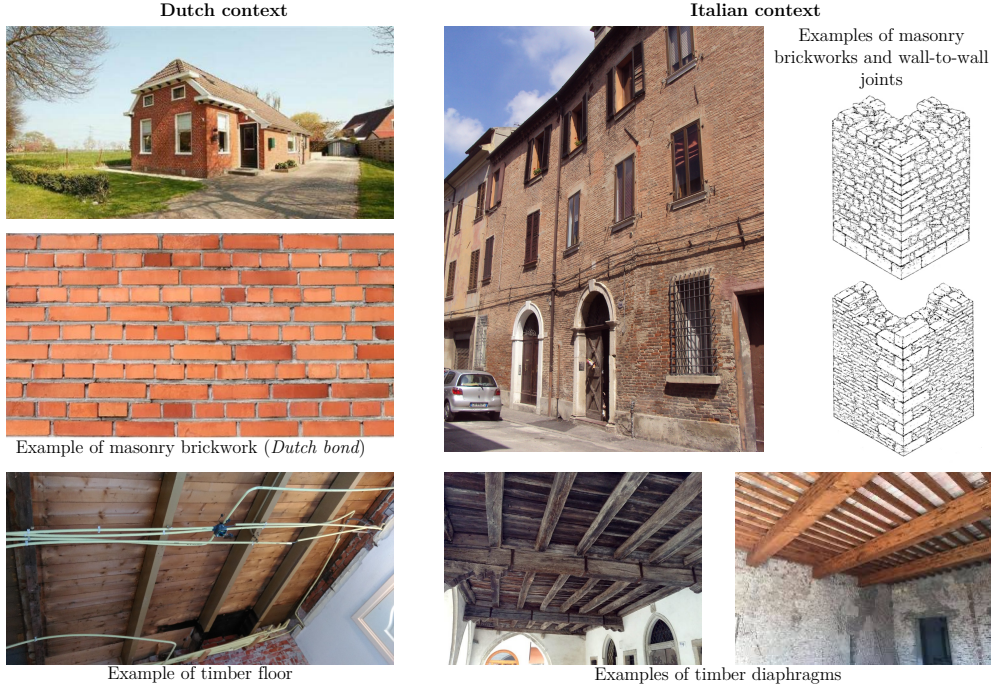 Dutch context
Italian context
Examples of masonry
brickworks and wall-to-wall
joints
Example of masonry brickwork (Dutch bond)
Example of timber floor
Examples of timber diaphragms